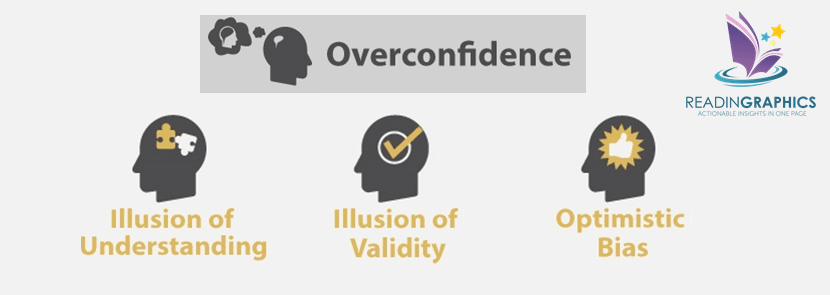 Overconfidence
READINGRAPHICS
ACTIONABLE INSIGHTS IN ONE PAGE
Illusion of
Understanding
Illusion of
Validity
Optimistic
Bias